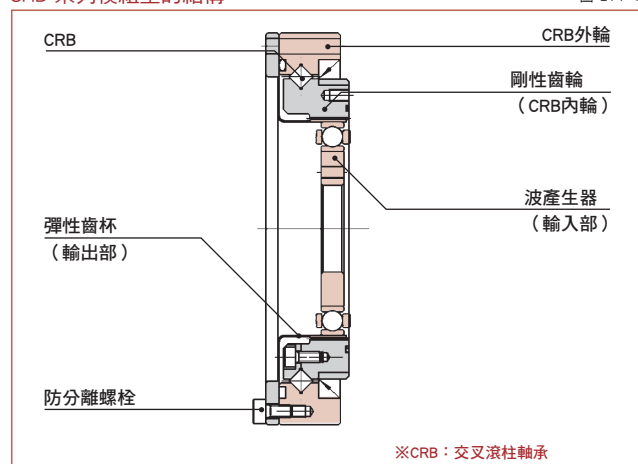 CRB
CRB外輪
剛性齒輪
（CRB內輪）
波產生器
（輸入部）
彈性齒杯
（輸出部）
防分離螺栓
※CRB：交叉滾柱軸承